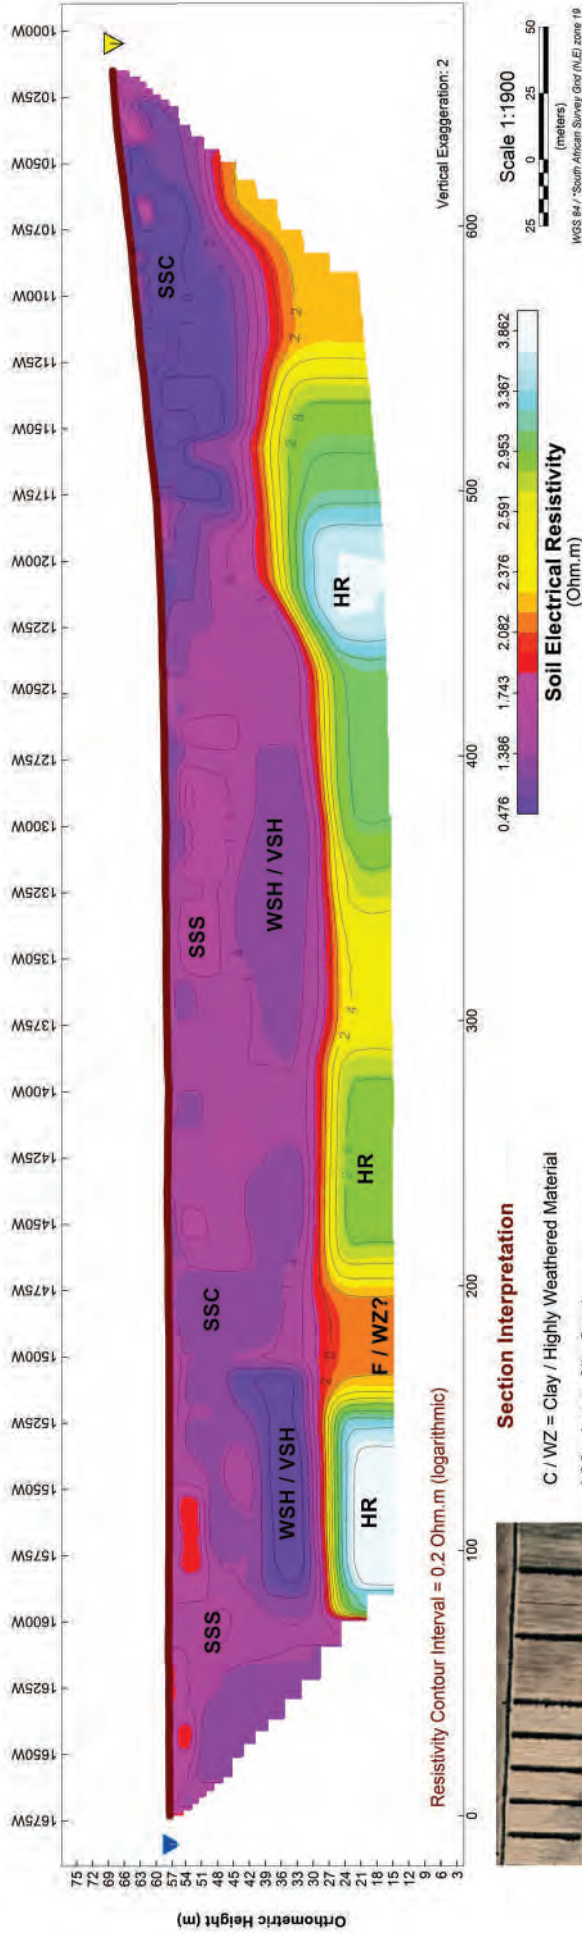 1675W 1650W 1625W 1600W 1575W 1550W 1525W 1500W 1475W 1450W 1425W 1400W 1375W 1350W 1325W 1300W 1275W 1250W 1225W 1200W 1175W 1150W 1125W 1100W 1075W 1050W 1025W 1000W
Orthometric Height (m)
75
72
69
66
63
60
57
54
51
48
45
42
39
36
33
30
27
24
21
18
15
12
9
6
3
SSS
WSH / VSH
HR
SSC
F / WZ?
HR
SSS
WSH / VSH
HR
SSC
0 100 200 300 400 500 600
Resistivity Contour Interval = 0.2 Ohm.m (logarithmic)
Vertical Exaggeration: 2
Section Interpretation
C / WZ = Clay / Highly Weathered Material
0.476 1.386 1.743 2.082 2.376 2.591 2.953 3.367 3.862
Soil Electrical Resistivity
(Ohm.m)
Scale 1:1900
25 0 25 50
(meters)
WGS 84 / *South African Survey Grid (N,E) zone 19